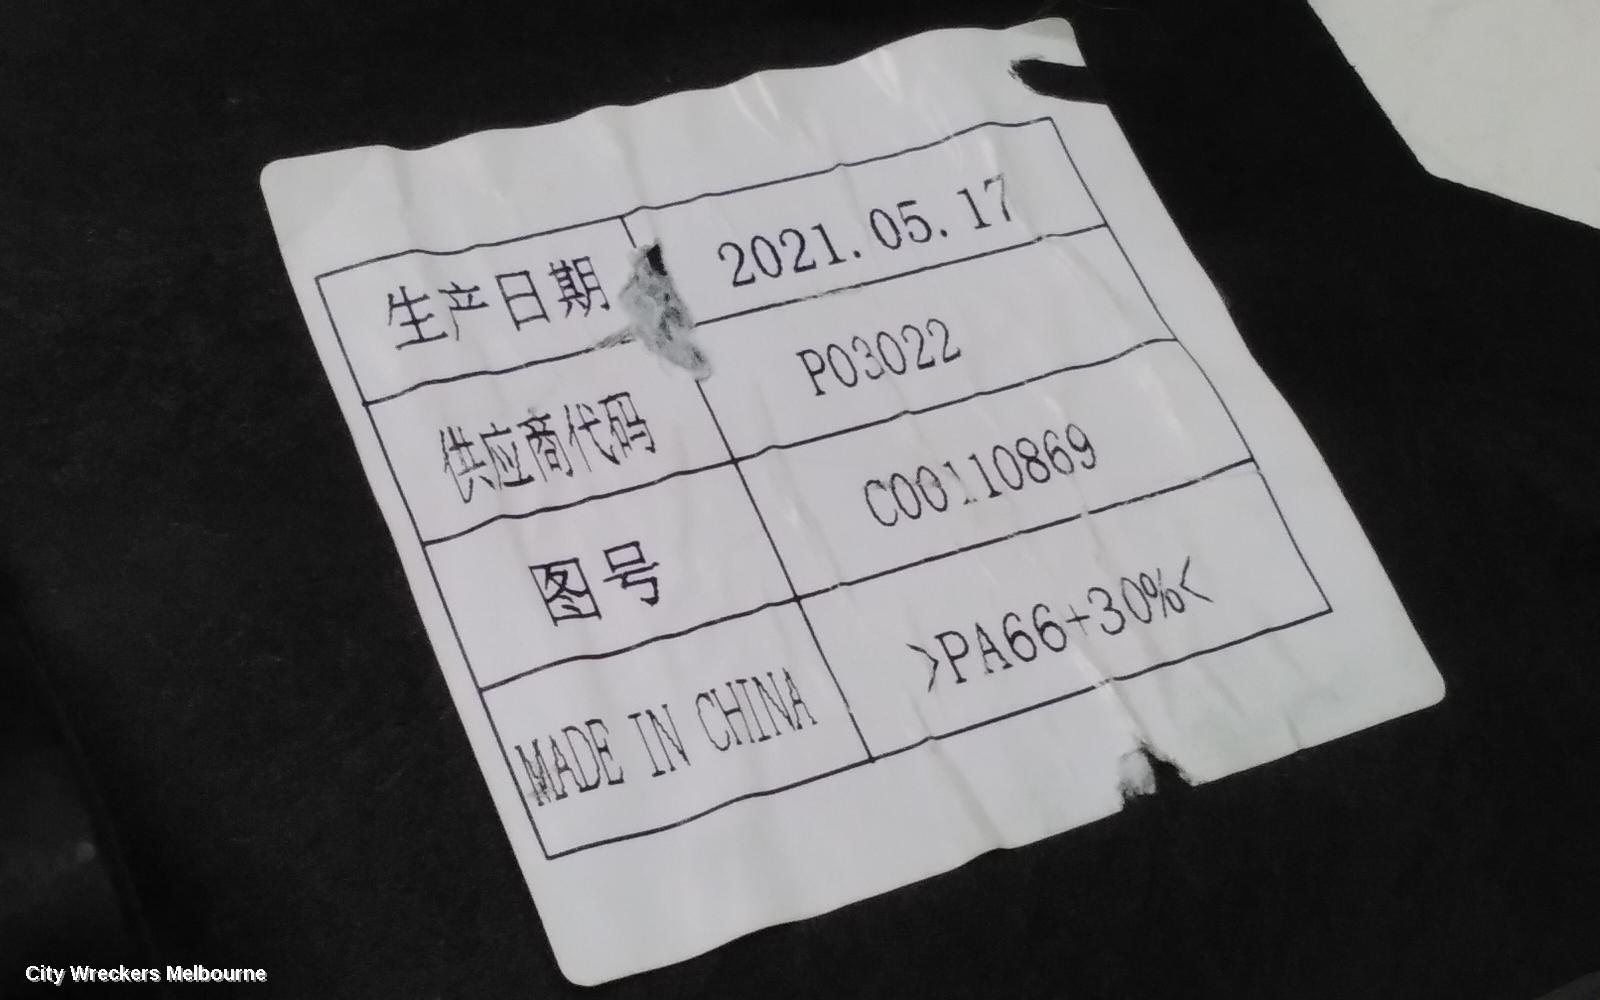 生产日期 2021.05.17
供应商代码 P03022
图号 C00110869
MADE IN CHINA >PA66+30%<
City Wreckers Melbourne